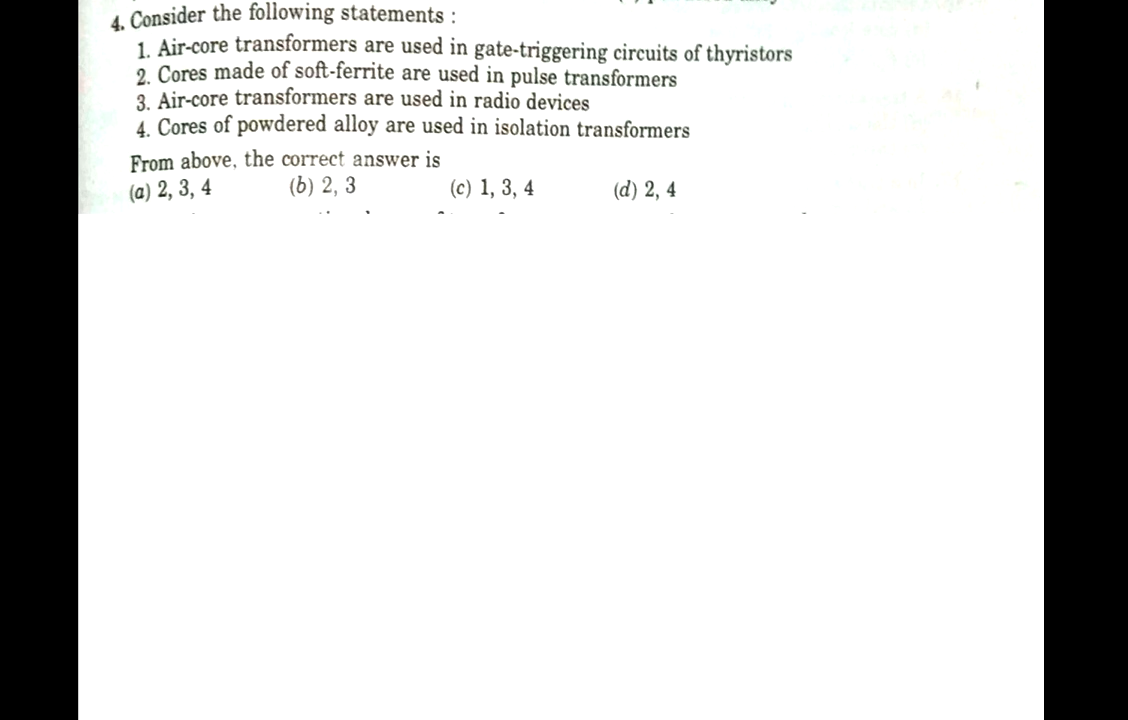 4. Consider the following statements :
1. Air-core transformers are used in gate-triggering circuits of thyristors
2. Cores made of soft-ferrite are used in pulse transformers
3. Air-core transformers are used in radio devices
4. Cores of powdered alloy are used in isolation transformers
From above, the correct answer is
(a) 2, 3, 4 (b) 2, 3 (c) 1, 3, 4 (d) 2, 4